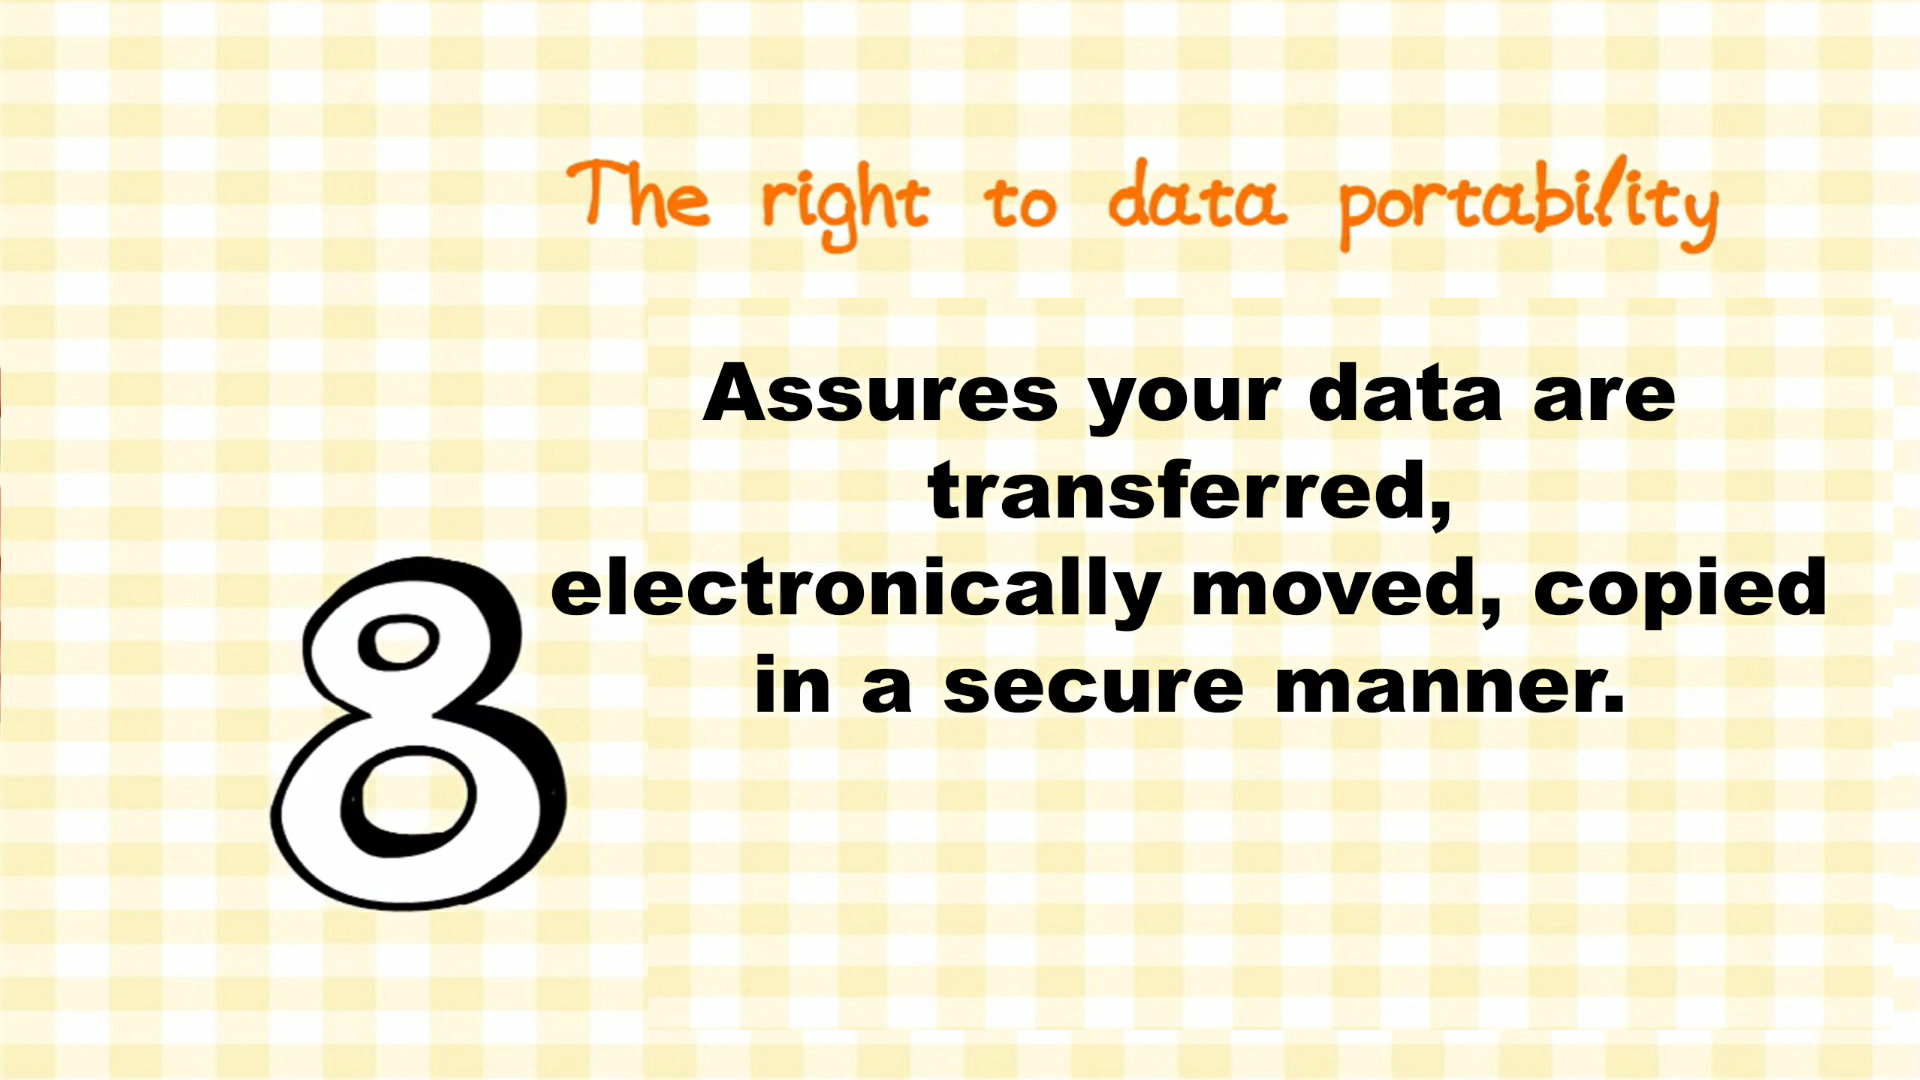 The right to data portability
Assures your data are
transferred,
electronically moved, copied
in a secure manner.
8